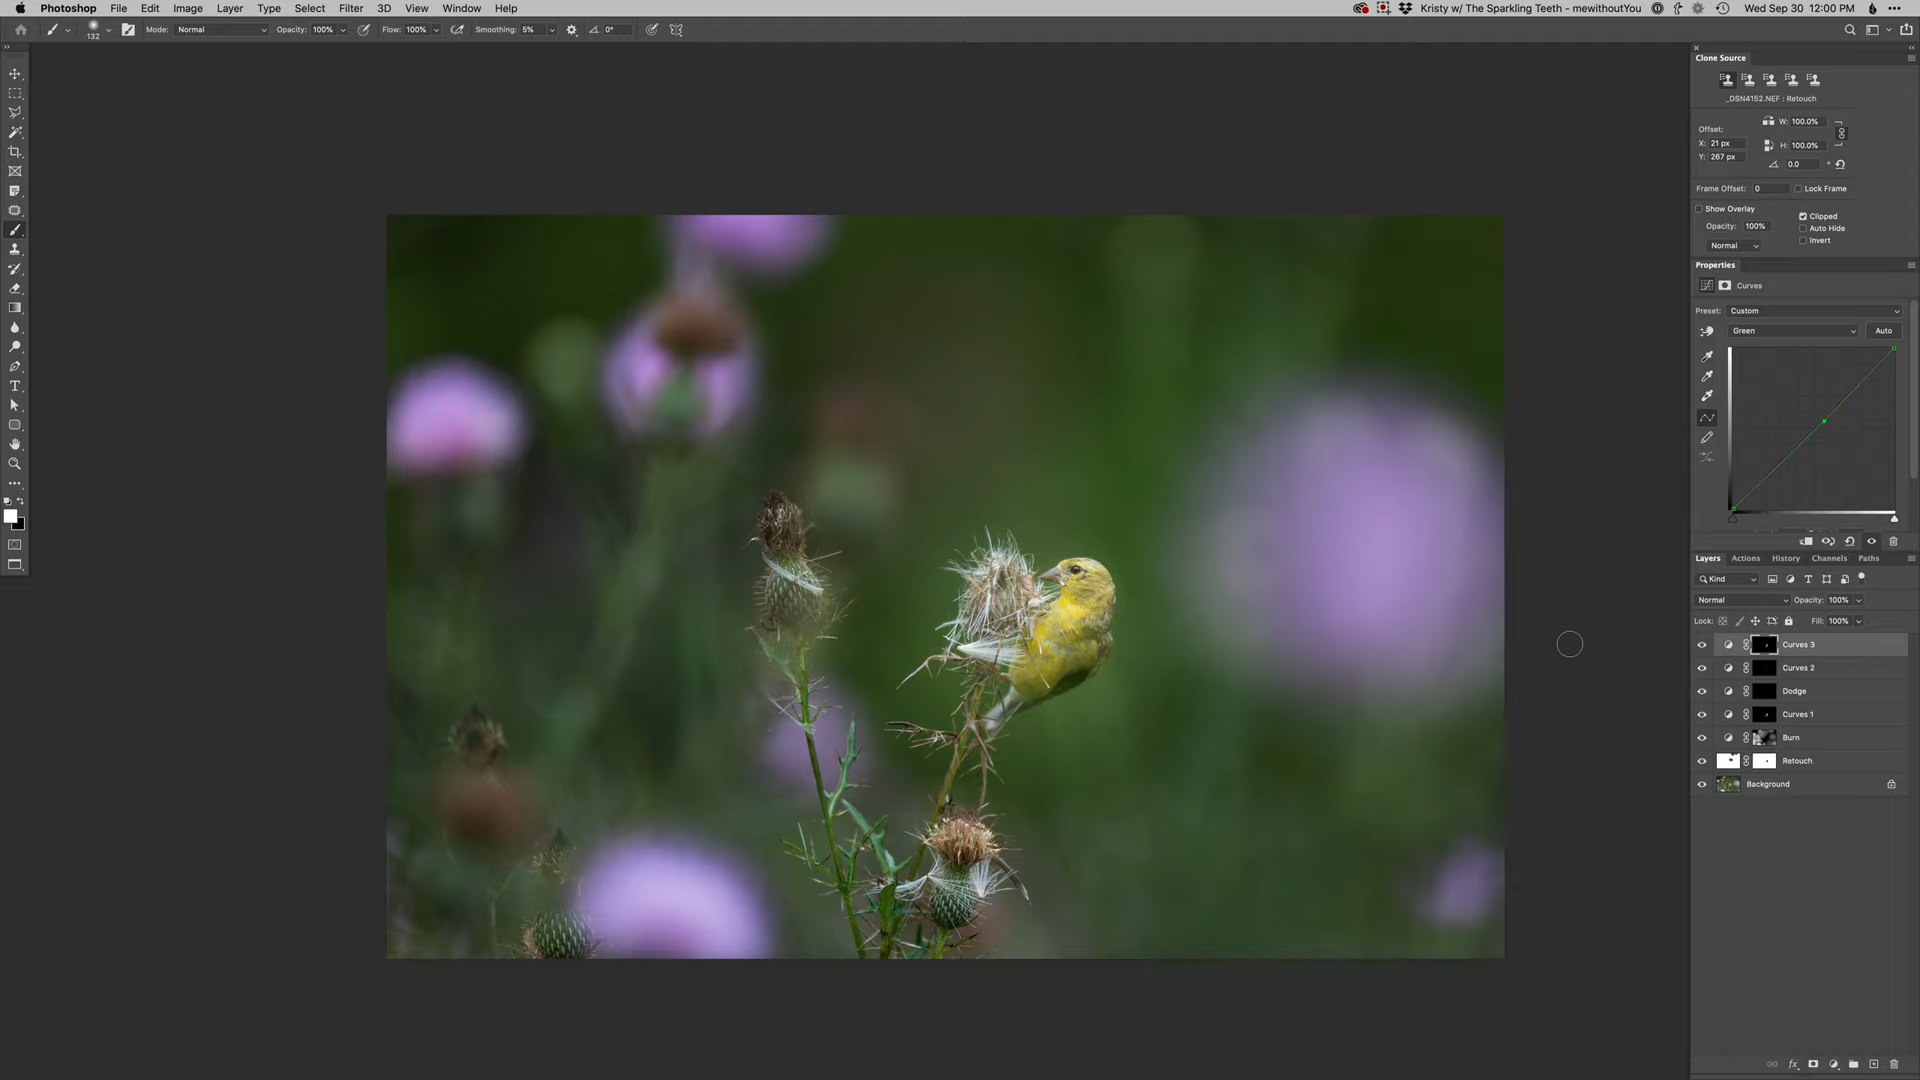 Photoshop File Edit Image Layer Type Select Filter 3D View Window Help
Kristy w/ The Sparkling Teeth - mewithoutYou Wed Sep 30 12:00 PM
132 Mode: Normal Opacity: 100% Flow: 100% Smoothing: 5% 0°
Clone Source
_DSN4152.NEF : Retouch
Offset: W: 100.0%
X: 21 px H: 100.0%
Y: 267 px 0.0 °
Frame Offset: 0 Lock Frame
Show Overlay Clipped
Opacity: 100% Auto Hide
Normal Invert
Properties
Curves
Preset: Custom
Green Auto
Layers Actions History Channels Paths
Kind
Normal Opacity: 100%
Lock: Fill: 100%
Curves 3
Curves 2
Dodge
Curves 1
Burn
Retouch
Background
fx